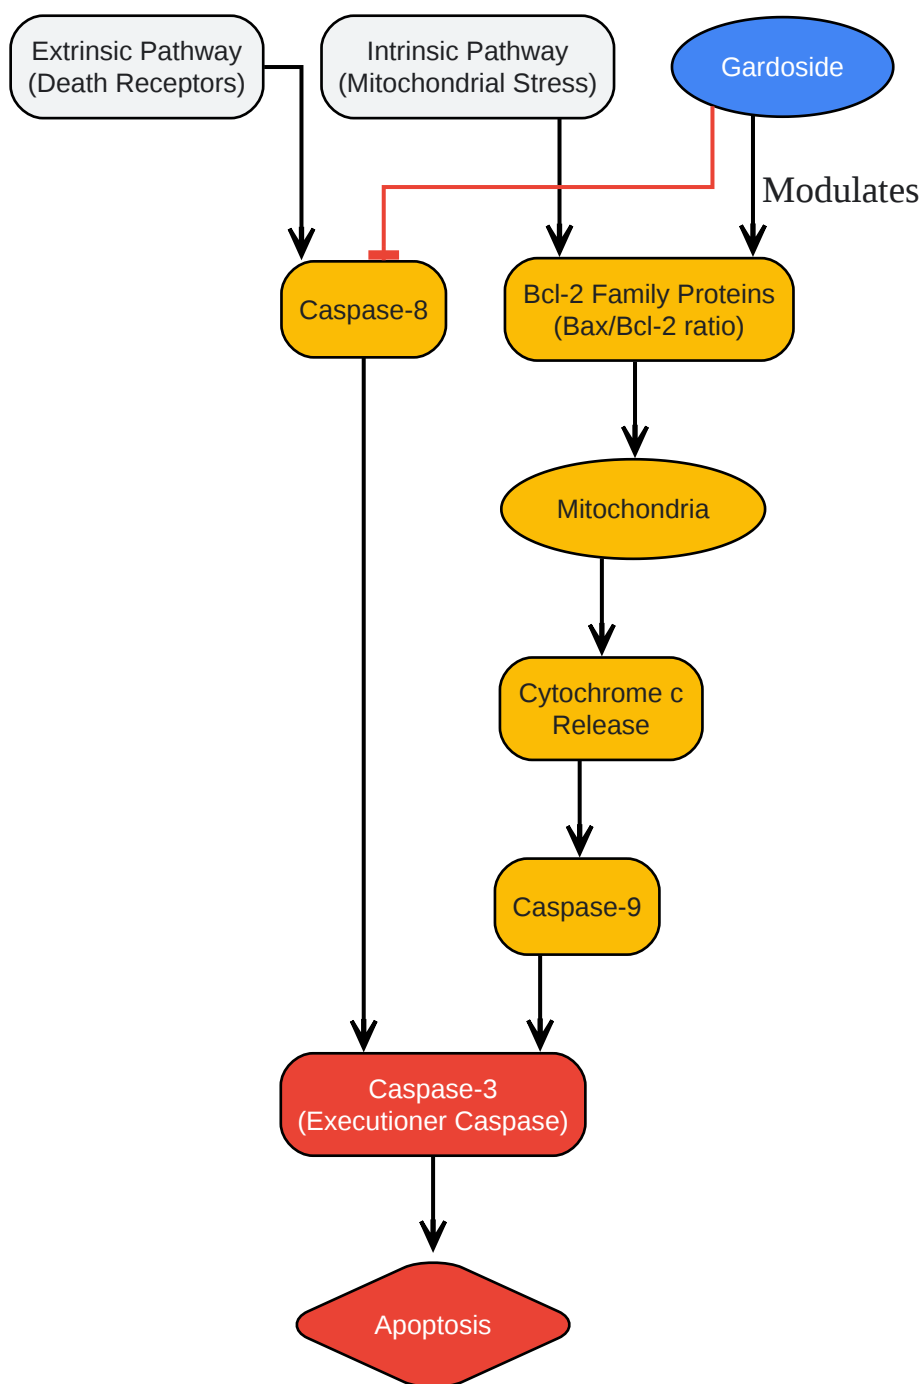 Extrinsic Pathway
(Death Receptors)
Intrinsic Pathway
(Mitochondrial Stress)
Gardoside
Modulates
Caspase-8
Bcl-2 Family Proteins
(Bax/Bcl-2 ratio)
Mitochondria
Cytochrome c
Release
Caspase-9
Caspase-3
(Executioner Caspase)
Apoptosis